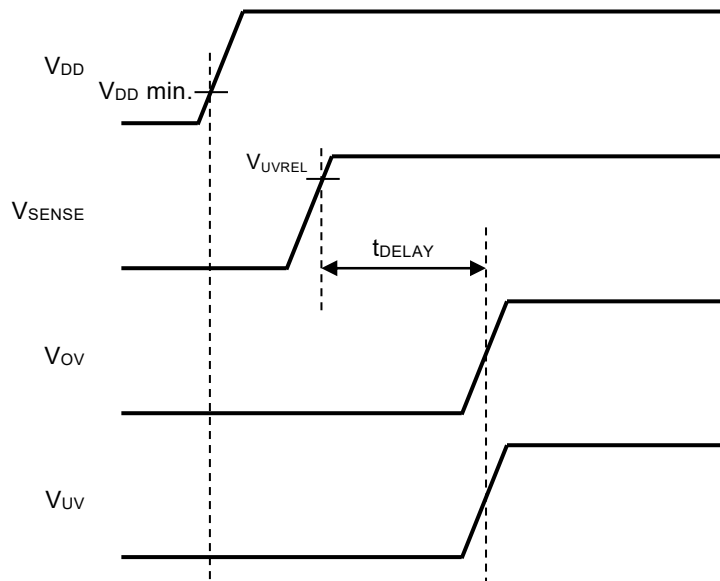 VDD
VDD min.
VUVREL
VSENSE
tDELAY
VOV
VUV